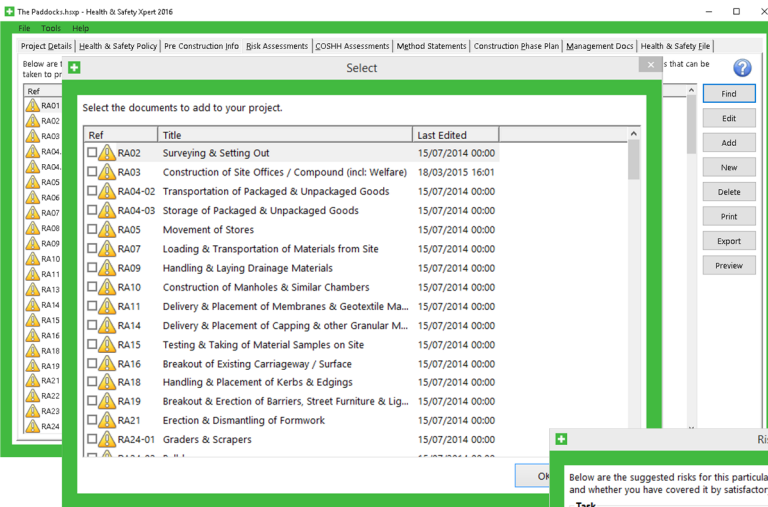 The Paddocks.hsxp - Health & Safety Xpert 2016
File Tools Help
Project Details Health & Safety Policy Pre Construction Info Risk Assessments COSHH Assessments Method Statements Construction Phase Plan Management Docs Health & Safety File
Below are t
s that can be
taken to pr
Ref
RA01
RA02
RA03
RA04.
RA04.
RA05
RA06
RA07
RA08
RA09
RA10
RA11
RA13
RA14
RA15
RA16
RA18
RA19
RA21
RA22
RA23
RA24
Find
Edit
Add
New
Delete
Print
Export
Preview
Select
Select the documents to add to your project.
Ref Title Last Edited
RA02 Surveying & Setting Out 15/07/2014 00:00
RA03 Construction of Site Offices / Compound (incl: Welfare) 18/03/2015 16:01
RA04-02 Transportation of Packaged & Unpackaged Goods 15/07/2014 00:00
RA04-03 Storage of Packaged & Unpackaged Goods 15/07/2014 00:00
RA05 Movement of Stores 15/07/2014 00:00
RA07 Loading & Transportation of Materials from Site 15/07/2014 00:00
RA09 Handling & Laying Drainage Materials 15/07/2014 00:00
RA10 Construction of Manholes & Similar Chambers 15/07/2014 00:00
RA11 Delivery & Placement of Membranes & Geotextile Ma... 15/07/2014 00:00
RA14 Delivery & Placement of Capping & other Granular M... 15/07/2014 00:00
RA15 Testing & Taking of Material Samples on Site 15/07/2014 00:00
RA16 Breakout of Existing Carriageway / Surface 15/07/2014 00:00
RA18 Handling & Placement of Kerbs & Edgings 15/07/2014 00:00
RA19 Breakout & Erection of Barriers, Street Furniture & Lig... 15/07/2014 00:00
RA21 Erection & Dismantling of Formwork 15/07/2014 00:00
RA24-01 Graders & Scrapers 15/07/2014 00:00
OK
Ris
Below are the suggested risks for this particula
and whether you have covered it by satisfactor
Task